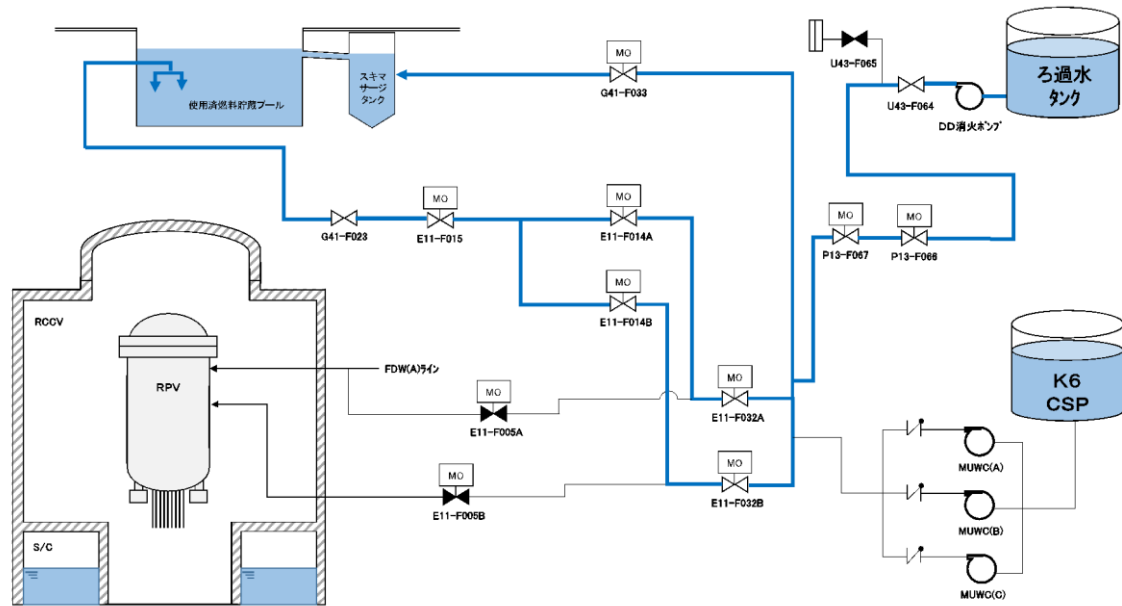 MO
U43-F065
ろ過水
タンク
スキマ
サージ
タンク
使用済燃料貯蔵プール
G41-F033
U43-F064
DD消火ポンプ
MO
MO
MO
MO
G41-F023
E11-F015
E11-F014A
P13-F067
P13-F066
MO
E11-F014B
RCCV
FDW(A)ライン
RPV
MO
MO
K6
CSP
E11-F005A
E11-F032A
MUWC(A)
MO
MO
E11-F005B
E11-F032B
MUWC(B)
S/C
MUWC(C)